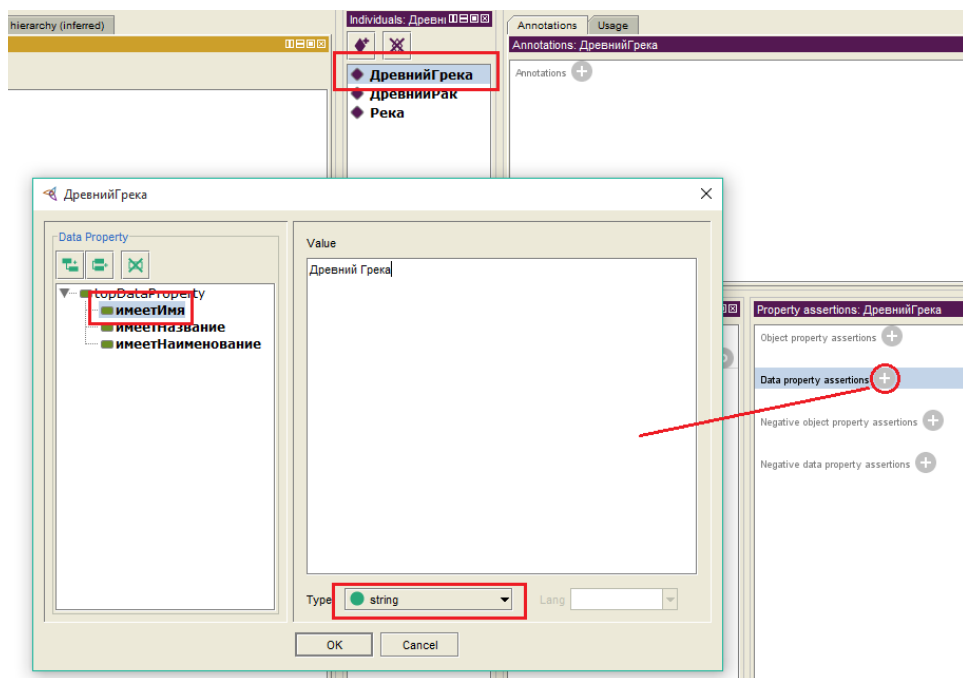 hierarchy (inferred)
Individuals: Древни
Annotations
Usage
Annotations: ДревнийГрека
Annotations
ДревнийГрека
ДревнийРак
Река
ДревнийГрека
Data Property
topDataProperty
имеетИмя
имеетНазвание
имеетНаименование
Value
Древний Грека
Type
string
Lang
OK
Cancel
Property assertions: ДревнийГрека
Object property assertions
Data property assertions
Negative object property assertions
Negative data property assertions